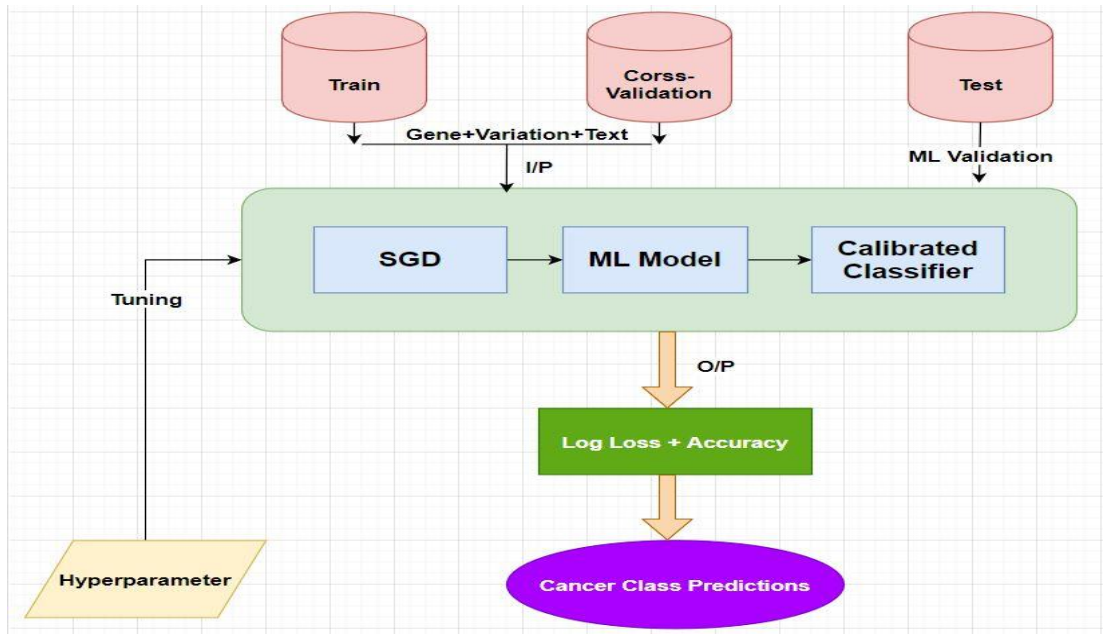 Train
Corss-
Validation
Test
Gene+Variation+Text
I/P
ML Validation
SGD
ML Model
Calibrated
Classifier
Tuning
O/P
Log Loss + Accuracy
Hyperparameter
Cancer Class Predictions